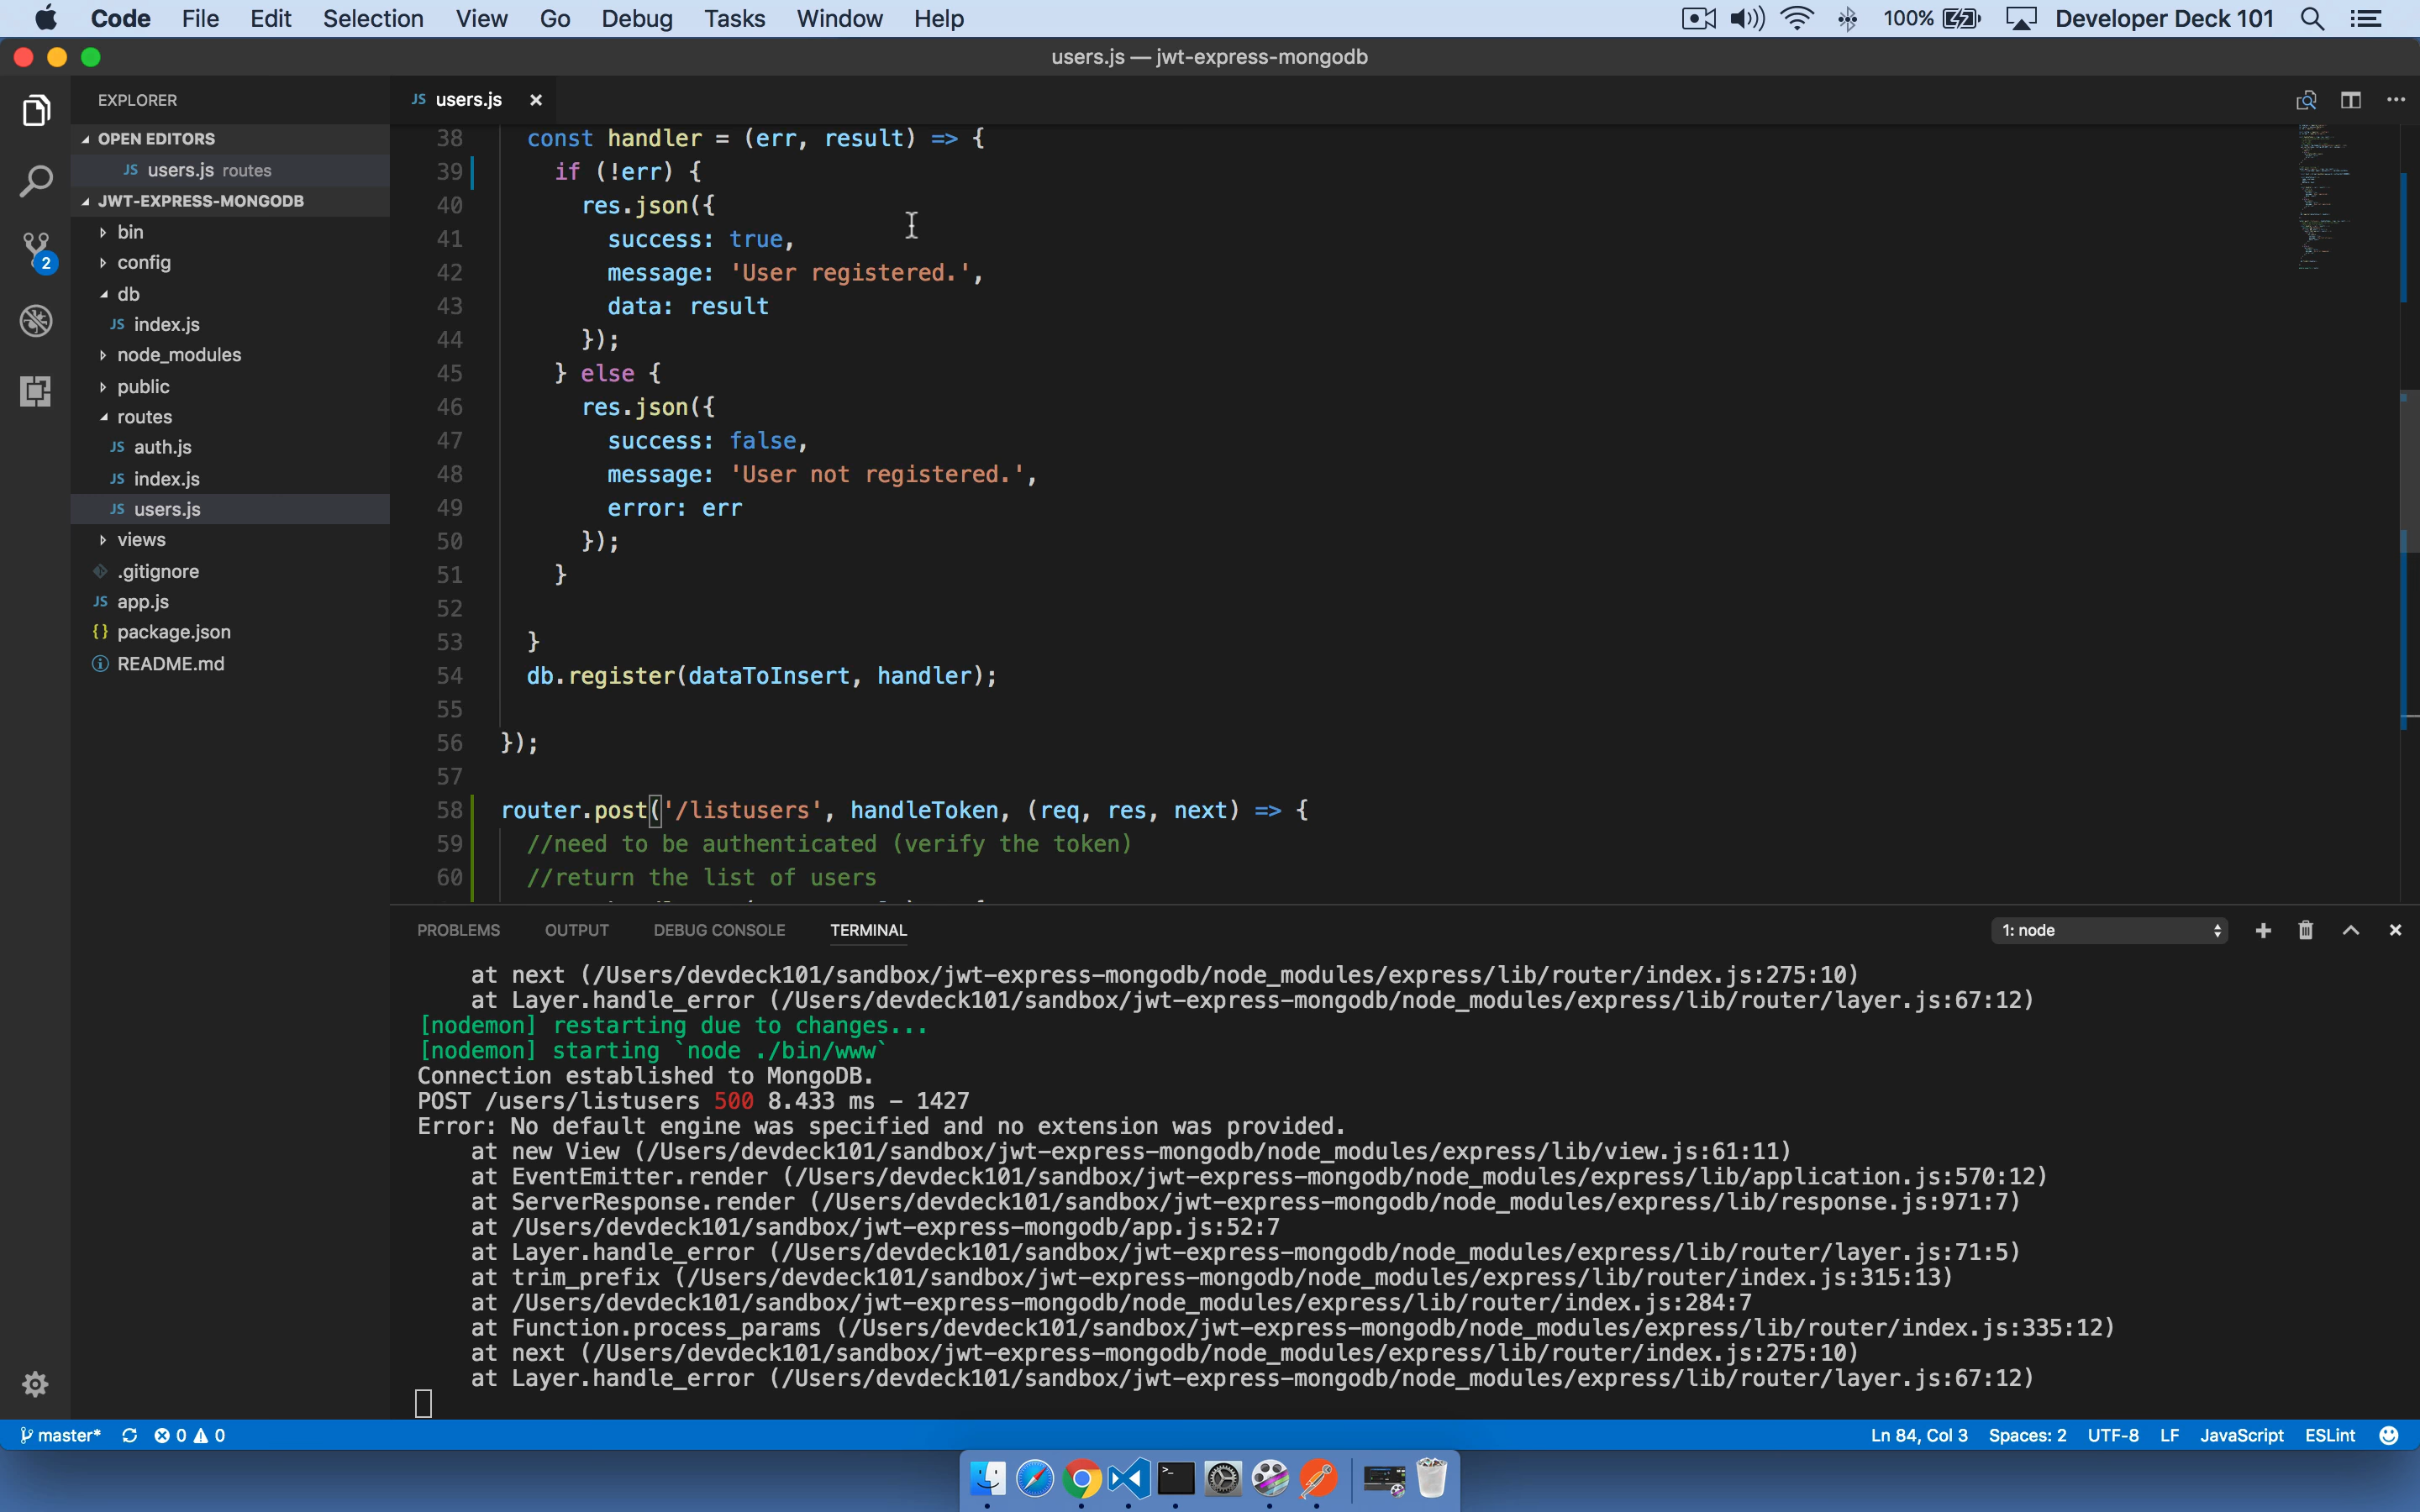 Code File Edit Selection View Go Debug Tasks Window Help 100% Developer Deck 101
users.js — jwt-express-mongodb
EXPLORER
OPEN EDITORS
JS users.js routes
JWT-EXPRESS-MONGODB
bin
config
db
JS index.js
node_modules
public
routes
JS auth.js
JS index.js
JS users.js
views
.gitignore
JS app.js
{} package.json
README.md
2
JS users.js ×
38 const handler = (err, result) => {
39 if (!err) {
40 res.json({
41 success: true,
42 message: 'User registered.',
43 data: result
44 });
45 } else {
46 res.json({
47 success: false,
48 message: 'User not registered.',
49 error: err
50 });
51 }
52
53 }
54 db.register(dataToInsert, handler);
55
56 });
57
58 router.post('/listusers', handleToken, (req, res, next) => {
59 //need to be authenticated (verify the token)
60 //return the list of users
PROBLEMS OUTPUT DEBUG CONSOLE TERMINAL 1: node
at next (/Users/devdeck101/sandbox/jwt-express-mongodb/node_modules/express/lib/router/index.js:275:10)
at Layer.handle_error (/Users/devdeck101/sandbox/jwt-express-mongodb/node_modules/express/lib/router/layer.js:67:12)
[nodemon] restarting due to changes...
[nodemon] starting `node ./bin/www`
Connection established to MongoDB.
POST /users/listusers 500 8.433 ms - 1427
Error: No default engine was specified and no extension was provided.
at new View (/Users/devdeck101/sandbox/jwt-express-mongodb/node_modules/express/lib/view.js:61:11)
at EventEmitter.render (/Users/devdeck101/sandbox/jwt-express-mongodb/node_modules/express/lib/application.js:570:12)
at ServerResponse.render (/Users/devdeck101/sandbox/jwt-express-mongodb/node_modules/express/lib/response.js:971:7)
at /Users/devdeck101/sandbox/jwt-express-mongodb/app.js:52:7
at Layer.handle_error (/Users/devdeck101/sandbox/jwt-express-mongodb/node_modules/express/lib/router/layer.js:71:5)
at trim_prefix (/Users/devdeck101/sandbox/jwt-express-mongodb/node_modules/express/lib/router/index.js:315:13)
at /Users/devdeck101/sandbox/jwt-express-mongodb/node_modules/express/lib/router/index.js:284:7
at Function.process_params (/Users/devdeck101/sandbox/jwt-express-mongodb/node_modules/express/lib/router/index.js:335:12)
at next (/Users/devdeck101/sandbox/jwt-express-mongodb/node_modules/express/lib/router/index.js:275:10)
at Layer.handle_error (/Users/devdeck101/sandbox/jwt-express-mongodb/node_modules/express/lib/router/layer.js:67:12)
master* 0 0 Ln 84, Col 3 Spaces: 2 UTF-8 LF JavaScript ESLint